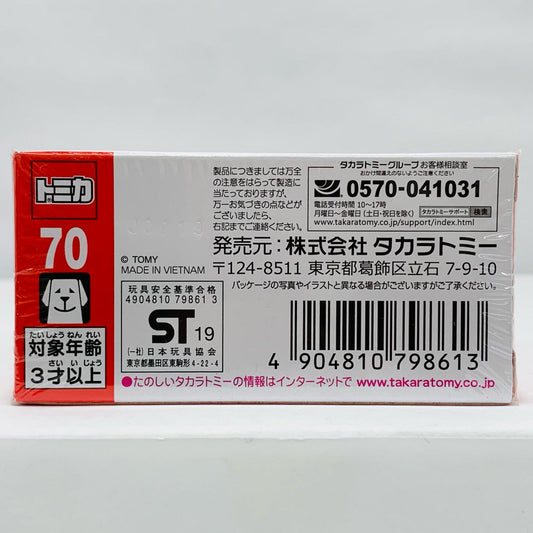 トミカ
70
たいしょうねんれい
対象年齢
さいいじょう
3才以上
製品につきましては万全
の注意をはらって製造に
当たっておりますが、
万一お気づきの点などが
ございましたら、
右記までご連絡ください。
タカラトミーグループお客様相談室
おかけ間違えのないようご注意ください。
0570-041031
電話受付時間 10〜17時
月曜日〜金曜日(土・祝日を除く)
タカラトミーサポート 検索
www.takaratomy.co.jp/support/index.html
© TOMY
MADE IN VIETNAM
発売元:株式会社 タカラトミー
〒124-8511 東京都葛飾区立石 7-9-10
パッケージの写真やイラストと異なる場合がございますがご了承ください。
玩具安全基準合格
4904810 79861 3
ST 19
(一社)日本玩具協会
東京都墨田区東駒形4-22-4
4 904810 798613
●たのしいタカラトミーの情報はインターネットで www.takaratomy.co.jp